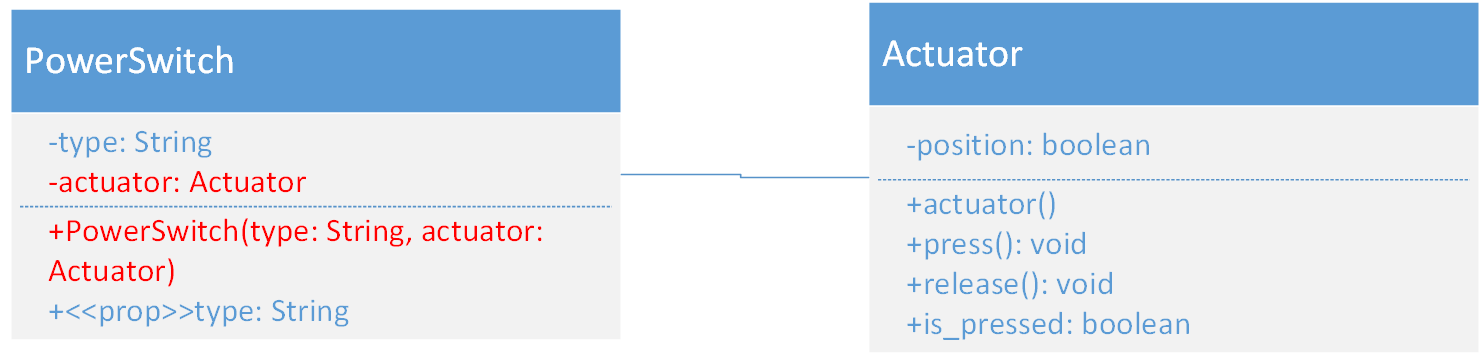 PowerSwitch
-type: String
-actuator: Actuator
+PowerSwitch(type: String, actuator:
Actuator)
+<<prop>>type: String
Actuator
-position: boolean
+actuator()
+press(): void
+release(): void
+is_pressed: boolean